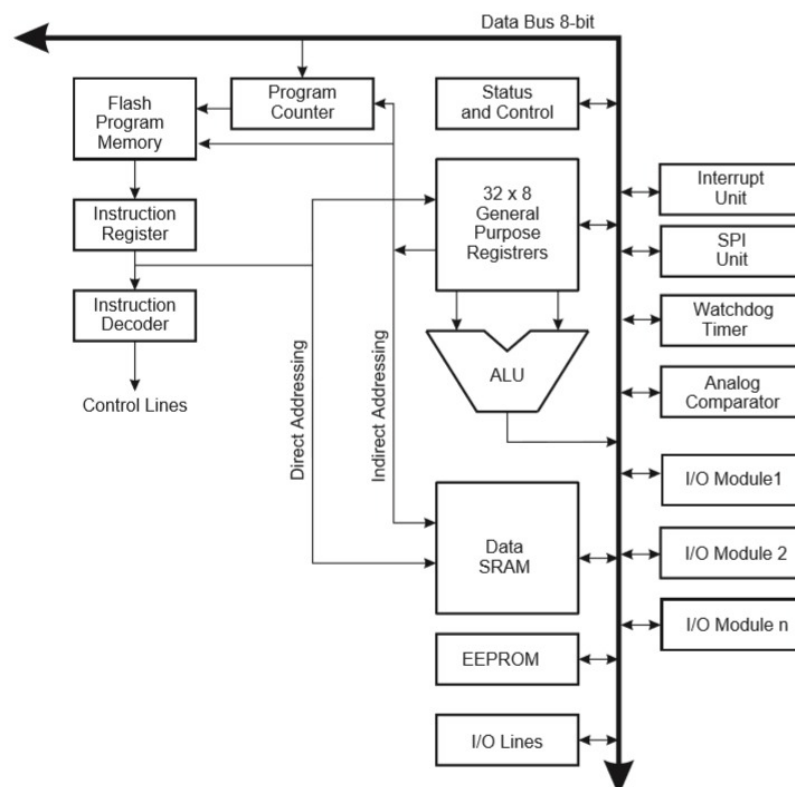 Data Bus 8-bit
Flash
Program
Memory
Program
Counter
Status
and Control
Instruction
Register
32 x 8
General
Purpose
Registrers
Interrupt
Unit
SPI
Unit
Instruction
Decoder
Watchdog
Timer
Control Lines
Direct Addressing
Indirect Addressing
ALU
Analog
Comparator
I/O Module1
Data
SRAM
I/O Module 2
I/O Module n
EEPROM
I/O Lines